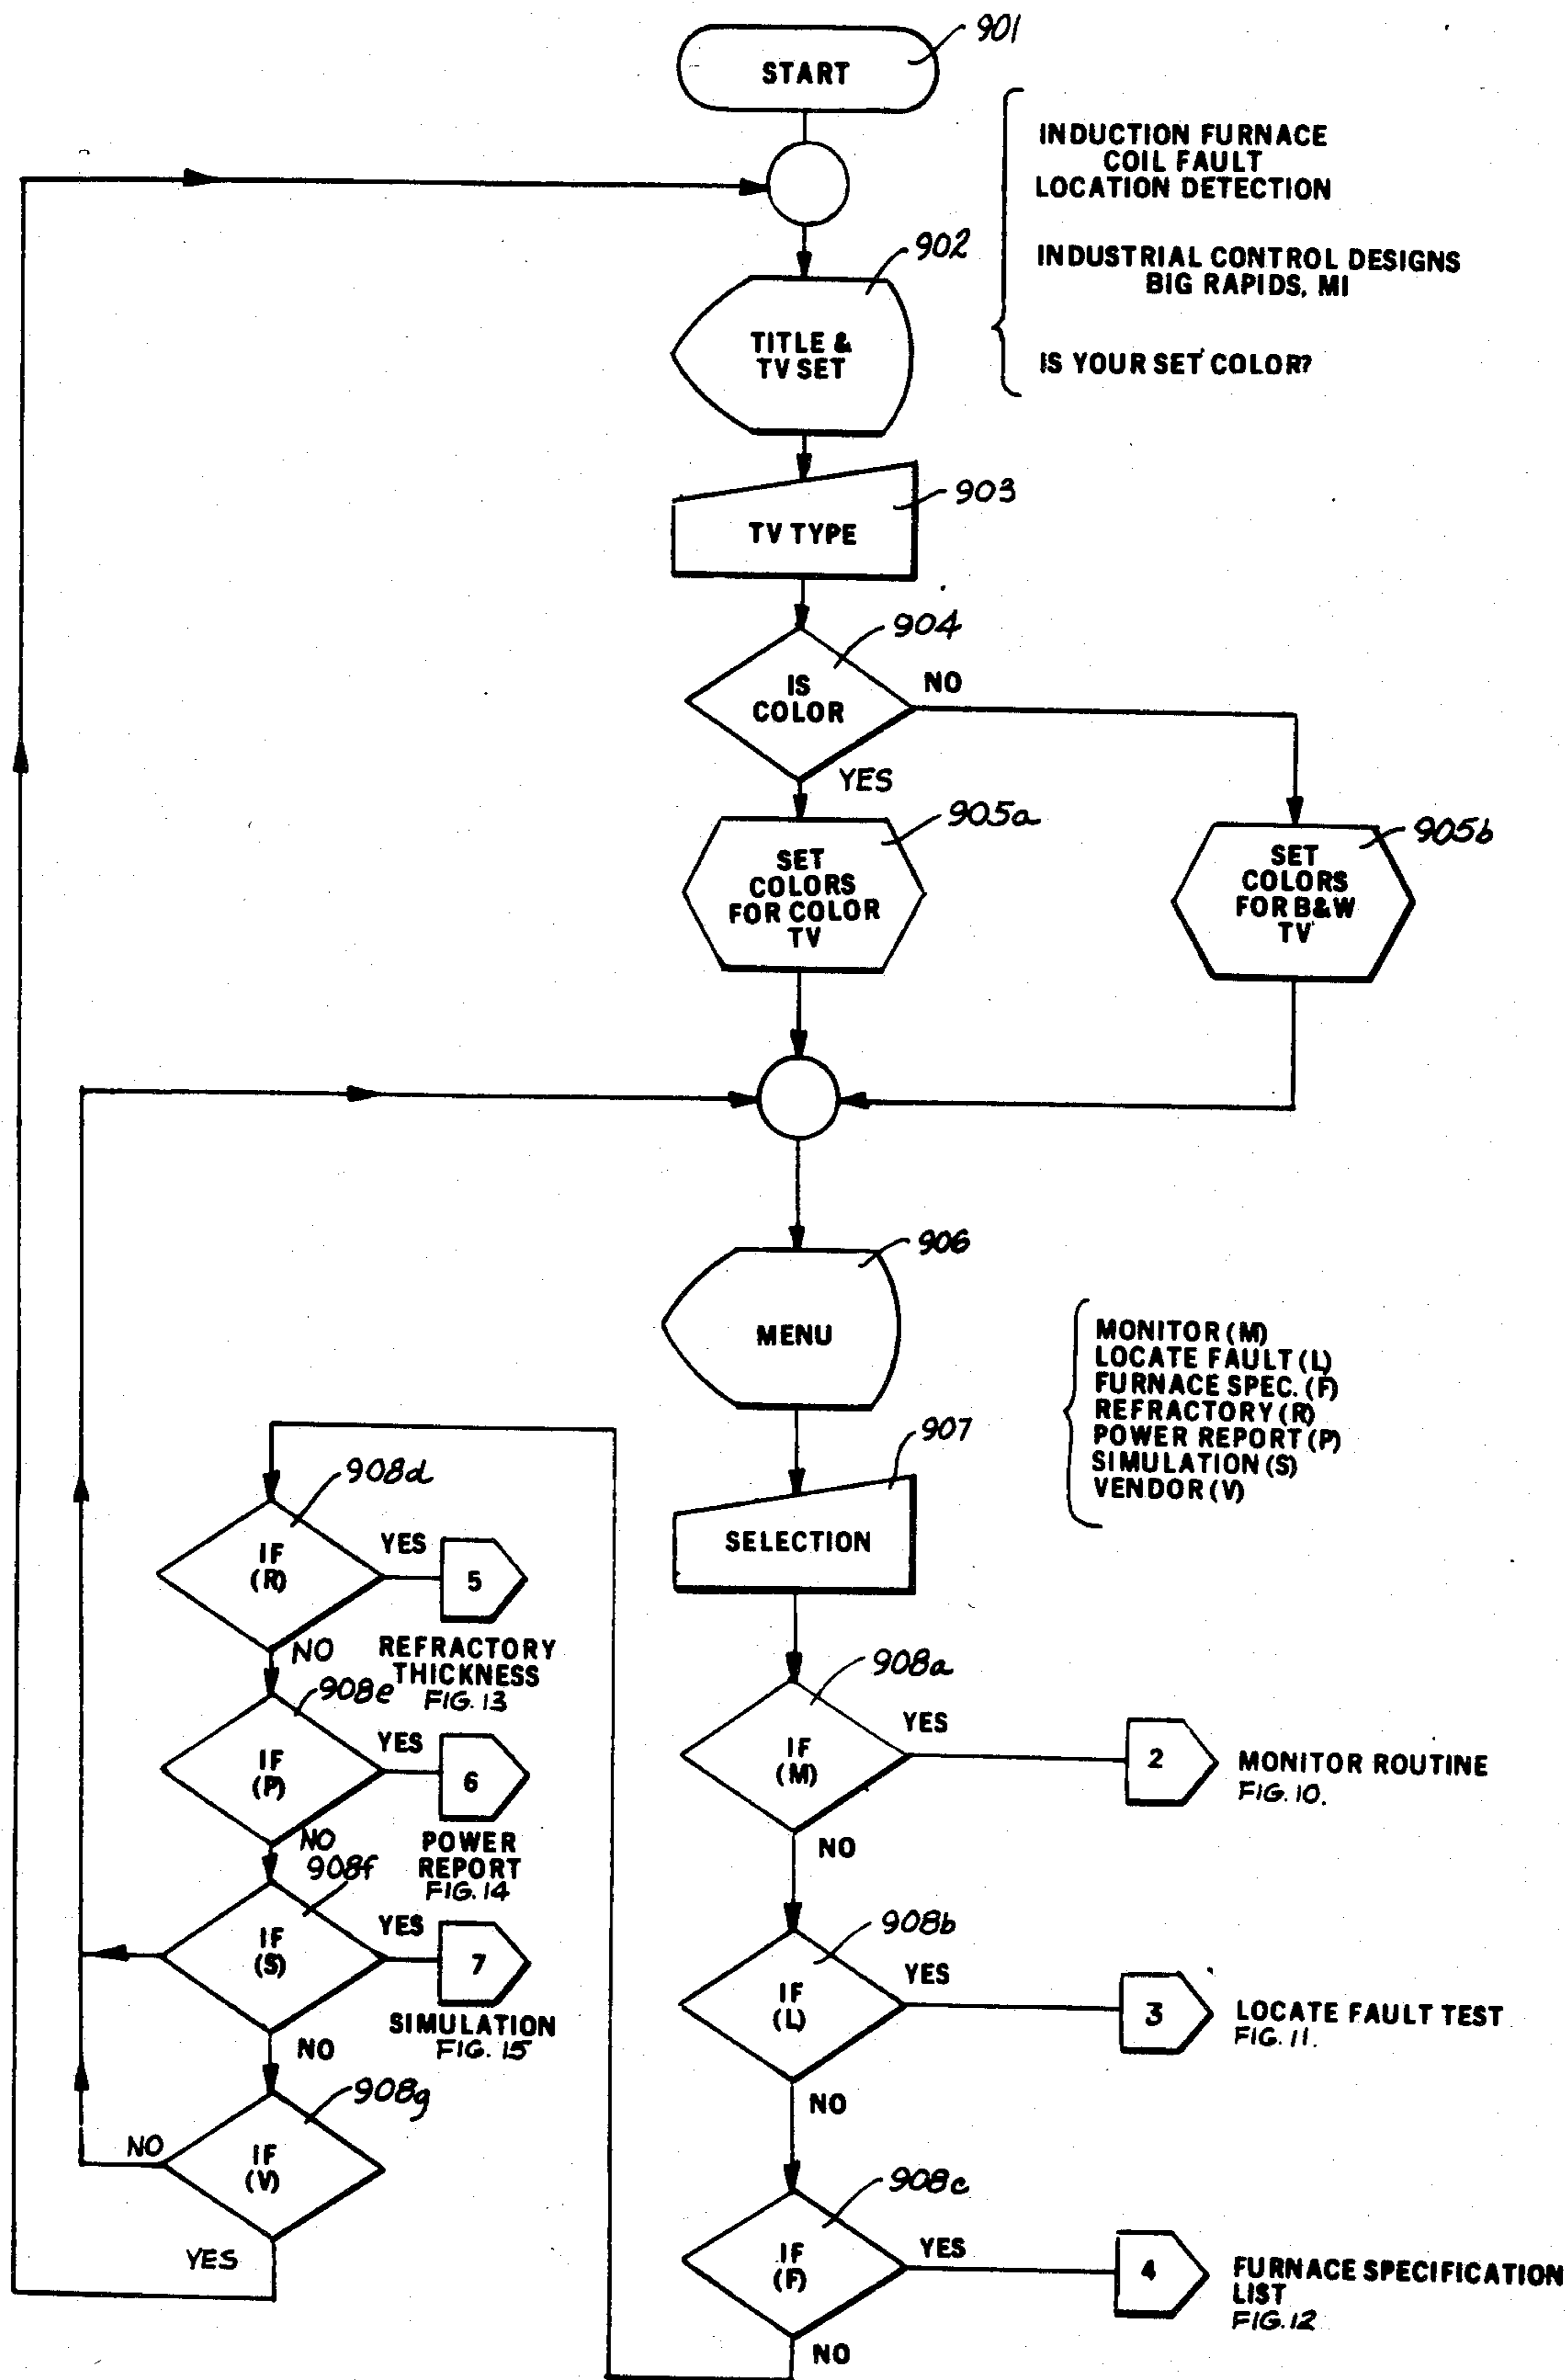 901
START
INDUCTION FURNACE
COIL FAULT
LOCATION DETECTION
INDUSTRIAL CONTROL DESIGNS
BIG RAPIDS, MI
IS YOUR SET COLOR?
902
TITLE &
TV SET
903
TV TYPE
904
IS
COLOR
NO
YES
905a
SET
COLORS
FOR COLOR
TV
905b
SET
COLORS
FOR B&W
TV
906
MENU
MONITOR (M)
LOCATE FAULT (L)
FURNACE SPEC. (F)
REFRACTORY (R)
POWER REPORT (P)
SIMULATION (S)
VENDOR (V)
907
SELECTION
908a
IF
(M)
YES
2
MONITOR ROUTINE
FIG. 10.
NO
908b
IF
(L)
YES
3
LOCATE FAULT TEST
FIG. 11.
NO
908c
IF
(F)
YES
4
FURNACE SPECIFICATION
LIST
FIG. 12
NO
908d
IF
(R)
YES
5
REFRACTORY
THICKNESS
FIG. 13
NO
908e
IF
(P)
YES
6
POWER
REPORT
FIG. 14
NO
908f
IF
(S)
YES
7
SIMULATION
FIG. 15
NO
908g
IF
(V)
NO
YES